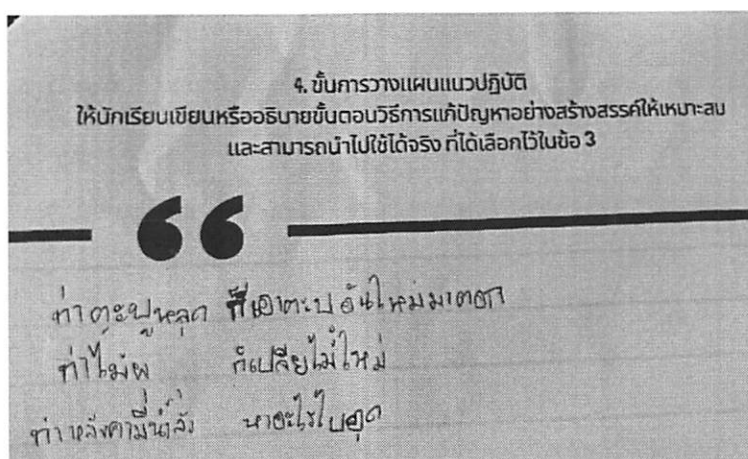 4. ขั้นการวางแผนแนวปฏิบัติ
ให้นักเรียนเขียนหรืออธิบายขั้นตอนวิธีการแก้ปัญหาอย่างสร้างสรรค์ให้เหมาะสม
และสามารถนำไปใช้ได้จริง ที่ได้เลือกไว้ในข้อ 3
ถ่าตะปูหลุด ก็เอาตะปูอันใหม่มาตอก
ถ่าไม้ผุ ก็เปลี่ยไม้ใหม่
ถ่าหลังคามี่น้ำลั่ง หาอะไรไปอุด